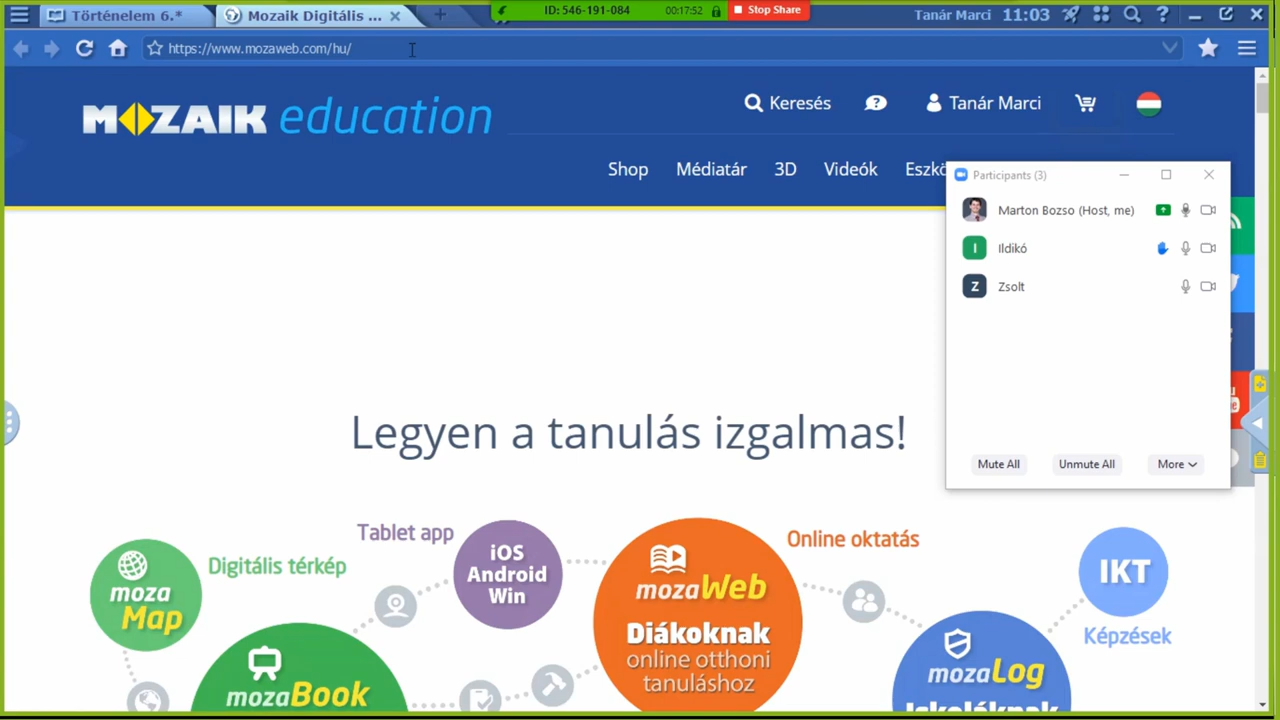 Történelem 6.*
Mozaik Digitális ...
ID: 546-191-084
00:17:52
Stop Share
Tanár Marci
11:03
https://www.mozaweb.com/hu/
MOZAIK education
Keresés
Tanár Marci
Shop
Médiatár
3D
Videók
Participants (3)
Marton Bozso (Host, me)
I
Ildikó
Z
Zsolt
Mute All
Unmute All
More
Legyen a tanulás izgalmas!
Tablet app
iOS
Android
Win
Digitális térkép
moza
Map
mozaBook
mozaWeb
Diákoknak
online otthoni
tanuláshoz
Online oktatás
mozaLog
Iskoláknak
IKT
Képzések